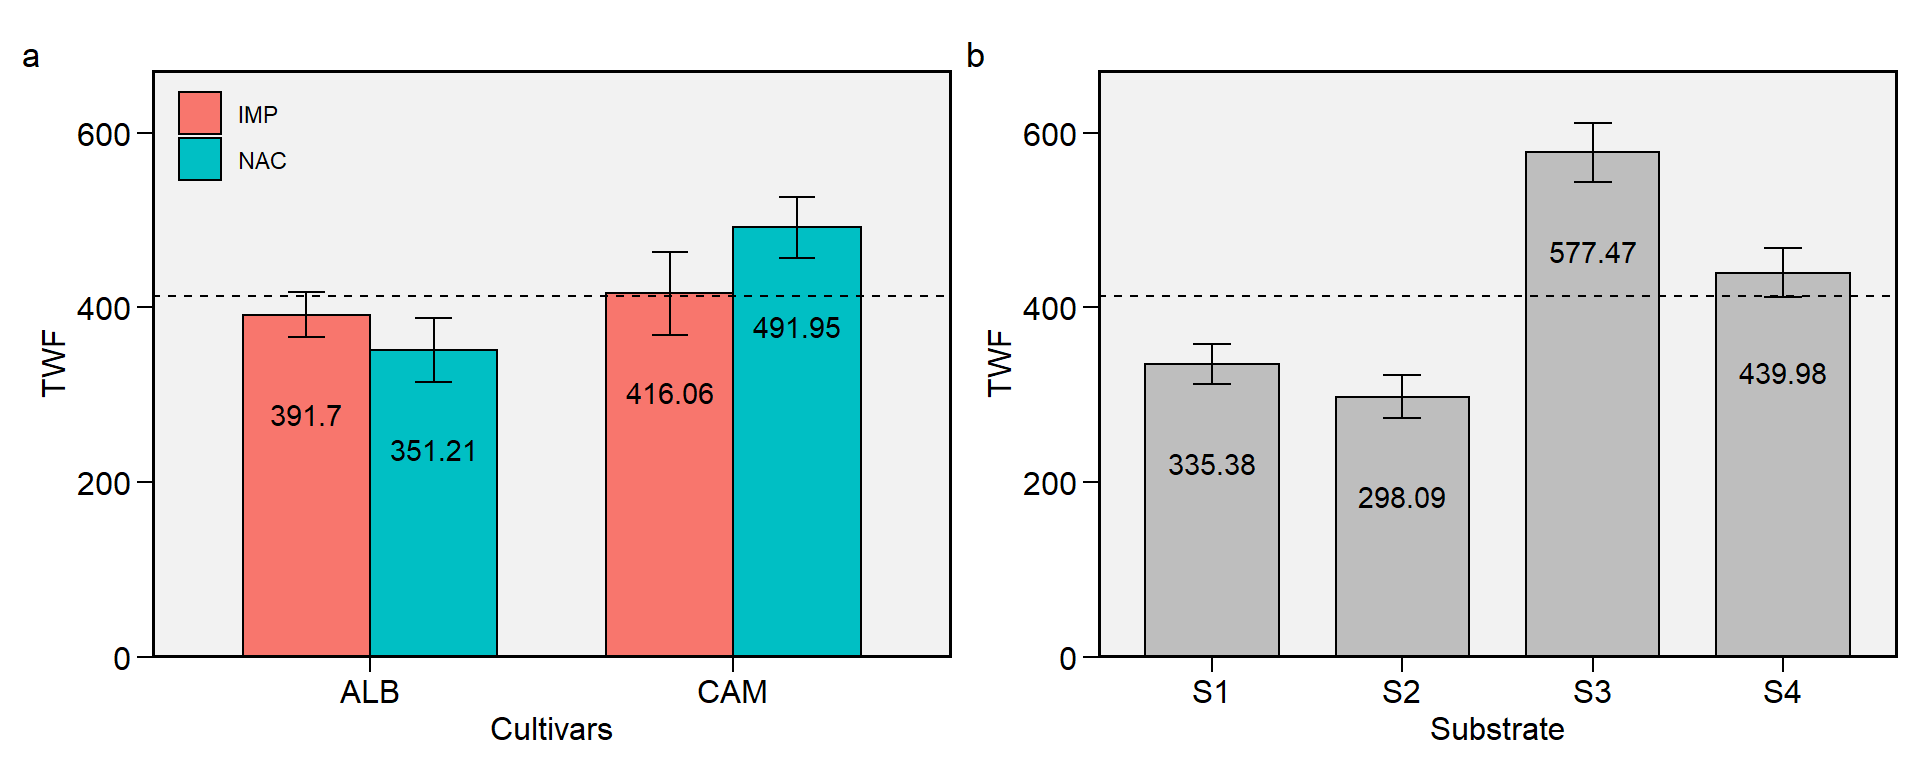 a
IMP
NAC
600
400
200
0
TWF
391.7
351.21
416.06
491.95
ALB CAM
Cultivars
b
600
400
200
0
TWF
335.38
298.09
577.47
439.98
S1 S2 S3 S4
Substrate